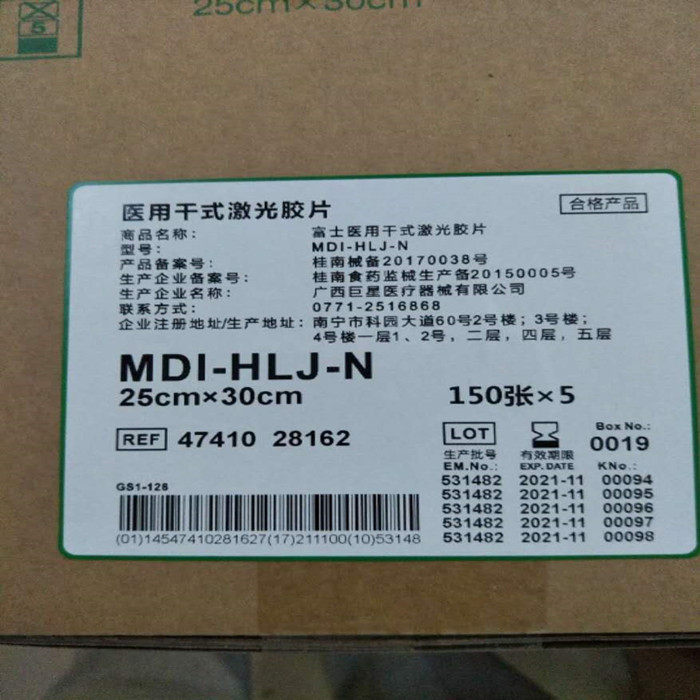 25cm×30cm
5
医用干式激光胶片
合格产品
商品名称： 富士医用干式激光胶片
型号： MDI-HLJ-N
产品备案号： 桂南械备20170038号
生产企业备案号： 桂南食药监械生产备20150005号
生产企业名称： 广西巨星医疗器械有限公司
联系方式： 0771-2516868
企业注册地址/生产地址： 南宁市科园大道60号2号楼；3号楼；
4号楼一层1、2号，二层，四层，五层
MDI-HLJ-N
25cm×30cm 150张×5
REF 47410 28162
LOT Box No.:
0019
生产批号 有效期限
EM.No.: EXP.DATE KNo.:
531482 2021-11 00094
531482 2021-11 00095
531482 2021-11 00096
531482 2021-11 00097
531482 2021-11 00098
GS1-128
(01)14547410281627(17)211100(10)53148